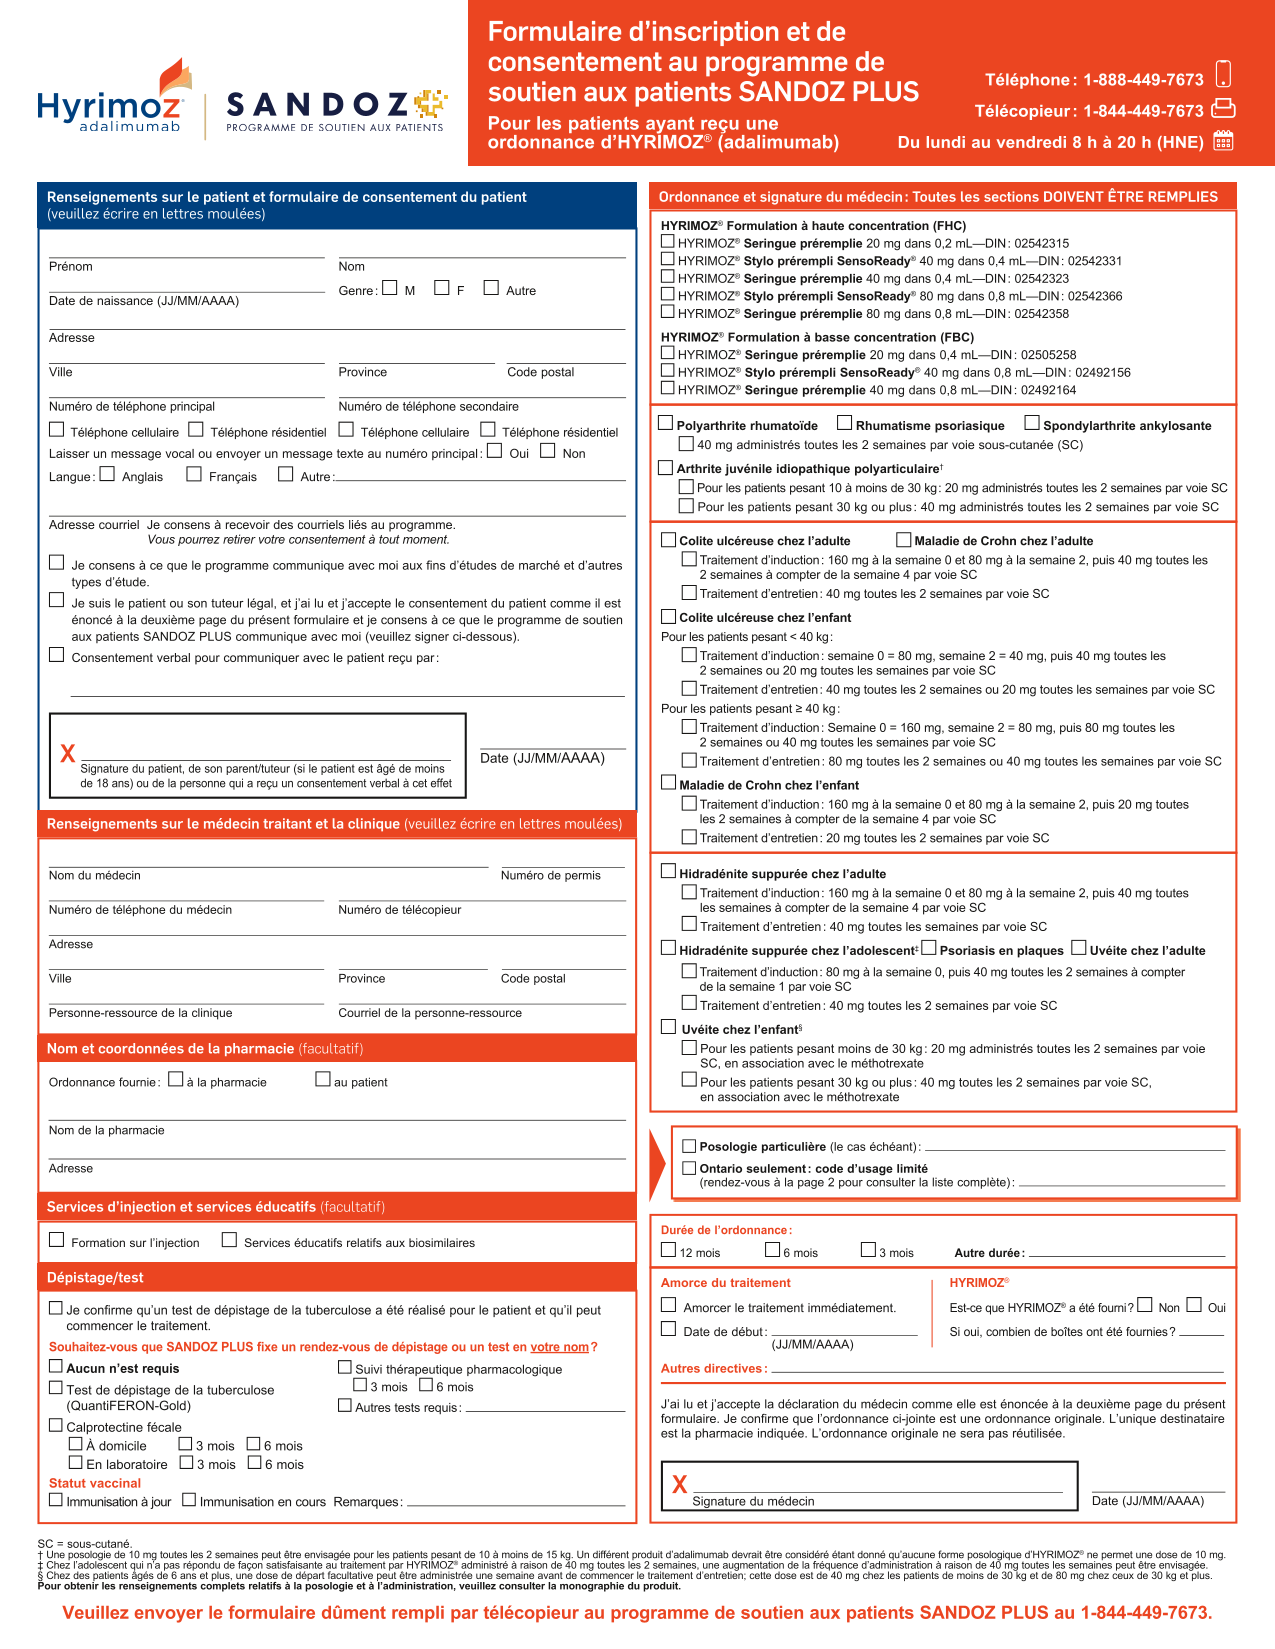 Hyrimoz®
adalimumab
SANDOZ
PROGRAMME DE SOUTIEN AUX PATIENTS
Formulaire d’inscription et de
consentement au programme de
soutien aux patients SANDOZ PLUS
Pour les patients ayant reçu une
ordonnance d’HYRIMOZ® (adalimumab)
Téléphone : 1-888-449-7673
Télécopieur : 1-844-449-7673
Du lundi au vendredi 8 h à 20 h (HNE)
Renseignements sur le patient et formulaire de consentement du patient
(veuillez écrire en lettres moulées)
Prénom Nom
Date de naissance (JJ/MM/AAAA) Genre : M F Autre
Adresse
Ville Province Code postal
Numéro de téléphone principal Numéro de téléphone secondaire
Téléphone cellulaire Téléphone résidentiel Téléphone cellulaire Téléphone résidentiel
Laisser un message vocal ou envoyer un message texte au numéro principal : Oui Non
Langue : Anglais Français Autre :
Adresse courriel Je consens à recevoir des courriels liés au programme.
Vous pourrez retirer votre consentement à tout moment.
Je consens à ce que le programme communique avec moi aux fins d’études de marché et d’autres
types d’étude.
Je suis le patient ou son tuteur légal, et j’ai lu et j’accepte le consentement du patient comme il est
énoncé à la deuxième page du présent formulaire et je consens à ce que le programme de soutien
aux patients SANDOZ PLUS communique avec moi (veuillez signer ci-dessous).
Consentement verbal pour communiquer avec le patient reçu par :
X
Signature du patient, de son parent/tuteur (si le patient est âgé de moins
de 18 ans) ou de la personne qui a reçu un consentement verbal à cet effet
Date (JJ/MM/AAAA)
Renseignements sur le médecin traitant et la clinique (veuillez écrire en lettres moulées)
Nom du médecin Numéro de permis
Numéro de téléphone du médecin Numéro de télécopieur
Adresse
Ville Province Code postal
Personne-ressource de la clinique Courriel de la personne-ressource
Nom et coordonnées de la pharmacie (facultatif)
Ordonnance fournie : à la pharmacie au patient
Nom de la pharmacie
Adresse
Services d’injection et services éducatifs (facultatif)
Formation sur l’injection Services éducatifs relatifs aux biosimilaires
Dépistage/test
Je confirme qu’un test de dépistage de la tuberculose a été réalisé pour le patient et qu’il peut
commencer le traitement.
Souhaitez-vous que SANDOZ PLUS fixe un rendez-vous de dépistage ou un test en votre nom ?
Aucun n’est requis
Test de dépistage de la tuberculose
(QuantiFERON-Gold)
Calprotectine fécale
À domicile 3 mois 6 mois
En laboratoire 3 mois 6 mois
Suivi thérapeutique pharmacologique
3 mois 6 mois
Autres tests requis :
Statut vaccinal
Immunisation à jour Immunisation en cours Remarques :
Ordonnance et signature du médecin : Toutes les sections DOIVENT ÊTRE REMPLIES
HYRIMOZ® Formulation à haute concentration (FHC)
HYRIMOZ® Seringue préremplie 20 mg dans 0,2 mL—DIN : 02542315
HYRIMOZ® Stylo prérempli SensoReady® 40 mg dans 0,4 mL—DIN : 02542331
HYRIMOZ® Seringue préremplie 40 mg dans 0,4 mL—DIN : 02542323
HYRIMOZ® Stylo prérempli SensoReady® 80 mg dans 0,8 mL—DIN : 02542366
HYRIMOZ® Seringue préremplie 80 mg dans 0,8 mL—DIN : 02542358
HYRIMOZ® Formulation à basse concentration (FBC)
HYRIMOZ® Seringue préremplie 20 mg dans 0,4 mL—DIN : 02505258
HYRIMOZ® Stylo prérempli SensoReady® 40 mg dans 0,8 mL—DIN : 02492156
HYRIMOZ® Seringue préremplie 40 mg dans 0,8 mL—DIN : 02492164
Polyarthrite rhumatoïde Rhumatisme psoriasique Spondylarthrite ankylosante
40 mg administrés toutes les 2 semaines par voie sous-cutanée (SC)
Arthrite juvénile idiopathique polyarticulaire†
Pour les patients pesant 10 à moins de 30 kg : 20 mg administrés toutes les 2 semaines par voie SC
Pour les patients pesant 30 kg ou plus : 40 mg administrés toutes les 2 semaines par voie SC
Colite ulcéreuse chez l’adulte Maladie de Crohn chez l’adulte
Traitement d’induction : 160 mg à la semaine 0 et 80 mg à la semaine 2, puis 40 mg toutes les
2 semaines à compter de la semaine 4 par voie SC
Traitement d’entretien : 40 mg toutes les 2 semaines par voie SC
Colite ulcéreuse chez l’enfant
Pour les patients pesant < 40 kg :
Traitement d’induction : semaine 0 = 80 mg, semaine 2 = 40 mg, puis 40 mg toutes les
2 semaines ou 20 mg toutes les semaines par voie SC
Traitement d’entretien : 40 mg toutes les 2 semaines ou 20 mg toutes les semaines par voie SC
Pour les patients pesant ≥ 40 kg :
Traitement d’induction : Semaine 0 = 160 mg, semaine 2 = 80 mg, puis 80 mg toutes les
2 semaines ou 40 mg toutes les semaines par voie SC
Traitement d’entretien : 80 mg toutes les 2 semaines ou 40 mg toutes les semaines par voie SC
Maladie de Crohn chez l’enfant
Traitement d’induction : 160 mg à la semaine 0 et 80 mg à la semaine 2, puis 20 mg toutes
les 2 semaines à compter de la semaine 4 par voie SC
Traitement d’entretien : 20 mg toutes les 2 semaines par voie SC
Hidradénite suppurée chez l’adulte
Traitement d’induction : 160 mg à la semaine 0 et 80 mg à la semaine 2, puis 40 mg toutes
les semaines à compter de la semaine 4 par voie SC
Traitement d’entretien : 40 mg toutes les semaines par voie SC
Hidradénite suppurée chez l’adolescent‡ Psoriasis en plaques Uvéite chez l’adulte
Traitement d’induction : 80 mg à la semaine 0, puis 40 mg toutes les 2 semaines à compter
de la semaine 1 par voie SC
Traitement d’entretien : 40 mg toutes les 2 semaines par voie SC
Uvéite chez l’enfant§
Pour les patients pesant moins de 30 kg : 20 mg administrés toutes les 2 semaines par voie
SC, en association avec le méthotrexate
Pour les patients pesant 30 kg ou plus : 40 mg toutes les 2 semaines par voie SC,
en association avec le méthotrexate
Posologie particulière (le cas échéant) :
Ontario seulement : code d’usage limité
(rendez-vous à la page 2 pour consulter la liste complète) :
Durée de l’ordonnance :
12 mois 6 mois 3 mois Autre durée :
Amorce du traitement
Amorcer le traitement immédiatement.
Date de début :
(JJ/MM/AAAA)
HYRIMOZ®
Est-ce que HYRIMOZ® a été fourni ? Non Oui
Si oui, combien de boîtes ont été fournies ?
Autres directives :
J’ai lu et j’accepte la déclaration du médecin comme elle est énoncée à la deuxième page du présent
formulaire. Je confirme que l’ordonnance ci-jointe est une ordonnance originale. L’unique destinataire
est la pharmacie indiquée. L’ordonnance originale ne sera pas réutilisée.
X
Signature du médecin Date (JJ/MM/AAAA)
SC = sous-cutané.
† Une posologie de 10 mg toutes les 2 semaines peut être envisagée pour les patients pesant de 10 à moins de 15 kg. Un différent produit d’adalimumab devrait être considéré étant donné qu’aucune forme posologique d’HYRIMOZ® ne permet une dose de 10 mg.
‡ Chez l’adolescent qui n’a pas répondu de façon satisfaisante au traitement par HYRIMOZ® administré à raison de 40 mg toutes les 2 semaines, une augmentation de la fréquence d’administration à raison de 40 mg toutes les semaines peut être envisagée.
§ Chez des patients âgés de 6 ans et plus, une dose de départ facultative peut être administrée une semaine avant de commencer le traitement d’entretien; cette dose est de 40 mg chez les patients de moins de 30 kg et de 80 mg chez ceux de 30 kg et plus.
Pour obtenir les renseignements complets relatifs à la posologie et à l’administration, veuillez consulter la monographie du produit.
Veuillez envoyer le formulaire dûment rempli par télécopieur au programme de soutien aux patients SANDOZ PLUS au 1-844-449-7673.